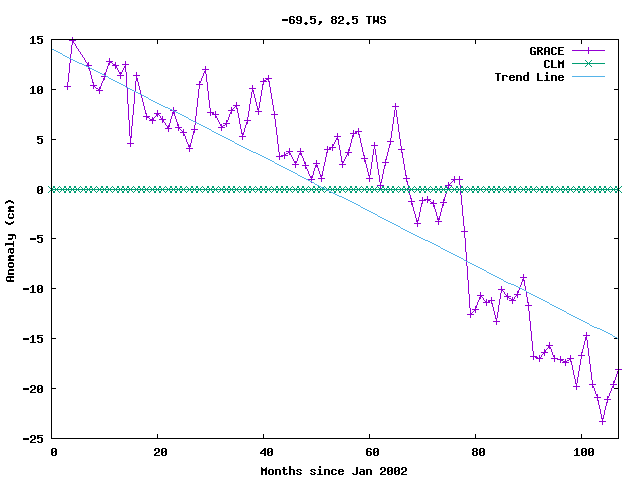 -69.5, 82.5 TWS
GRACE
CLM
Trend Line
15
10
5
0
-5
-10
-15
-20
-25
Anomaly (cm)
0 20 40 60 80 100
Months since Jan 2002